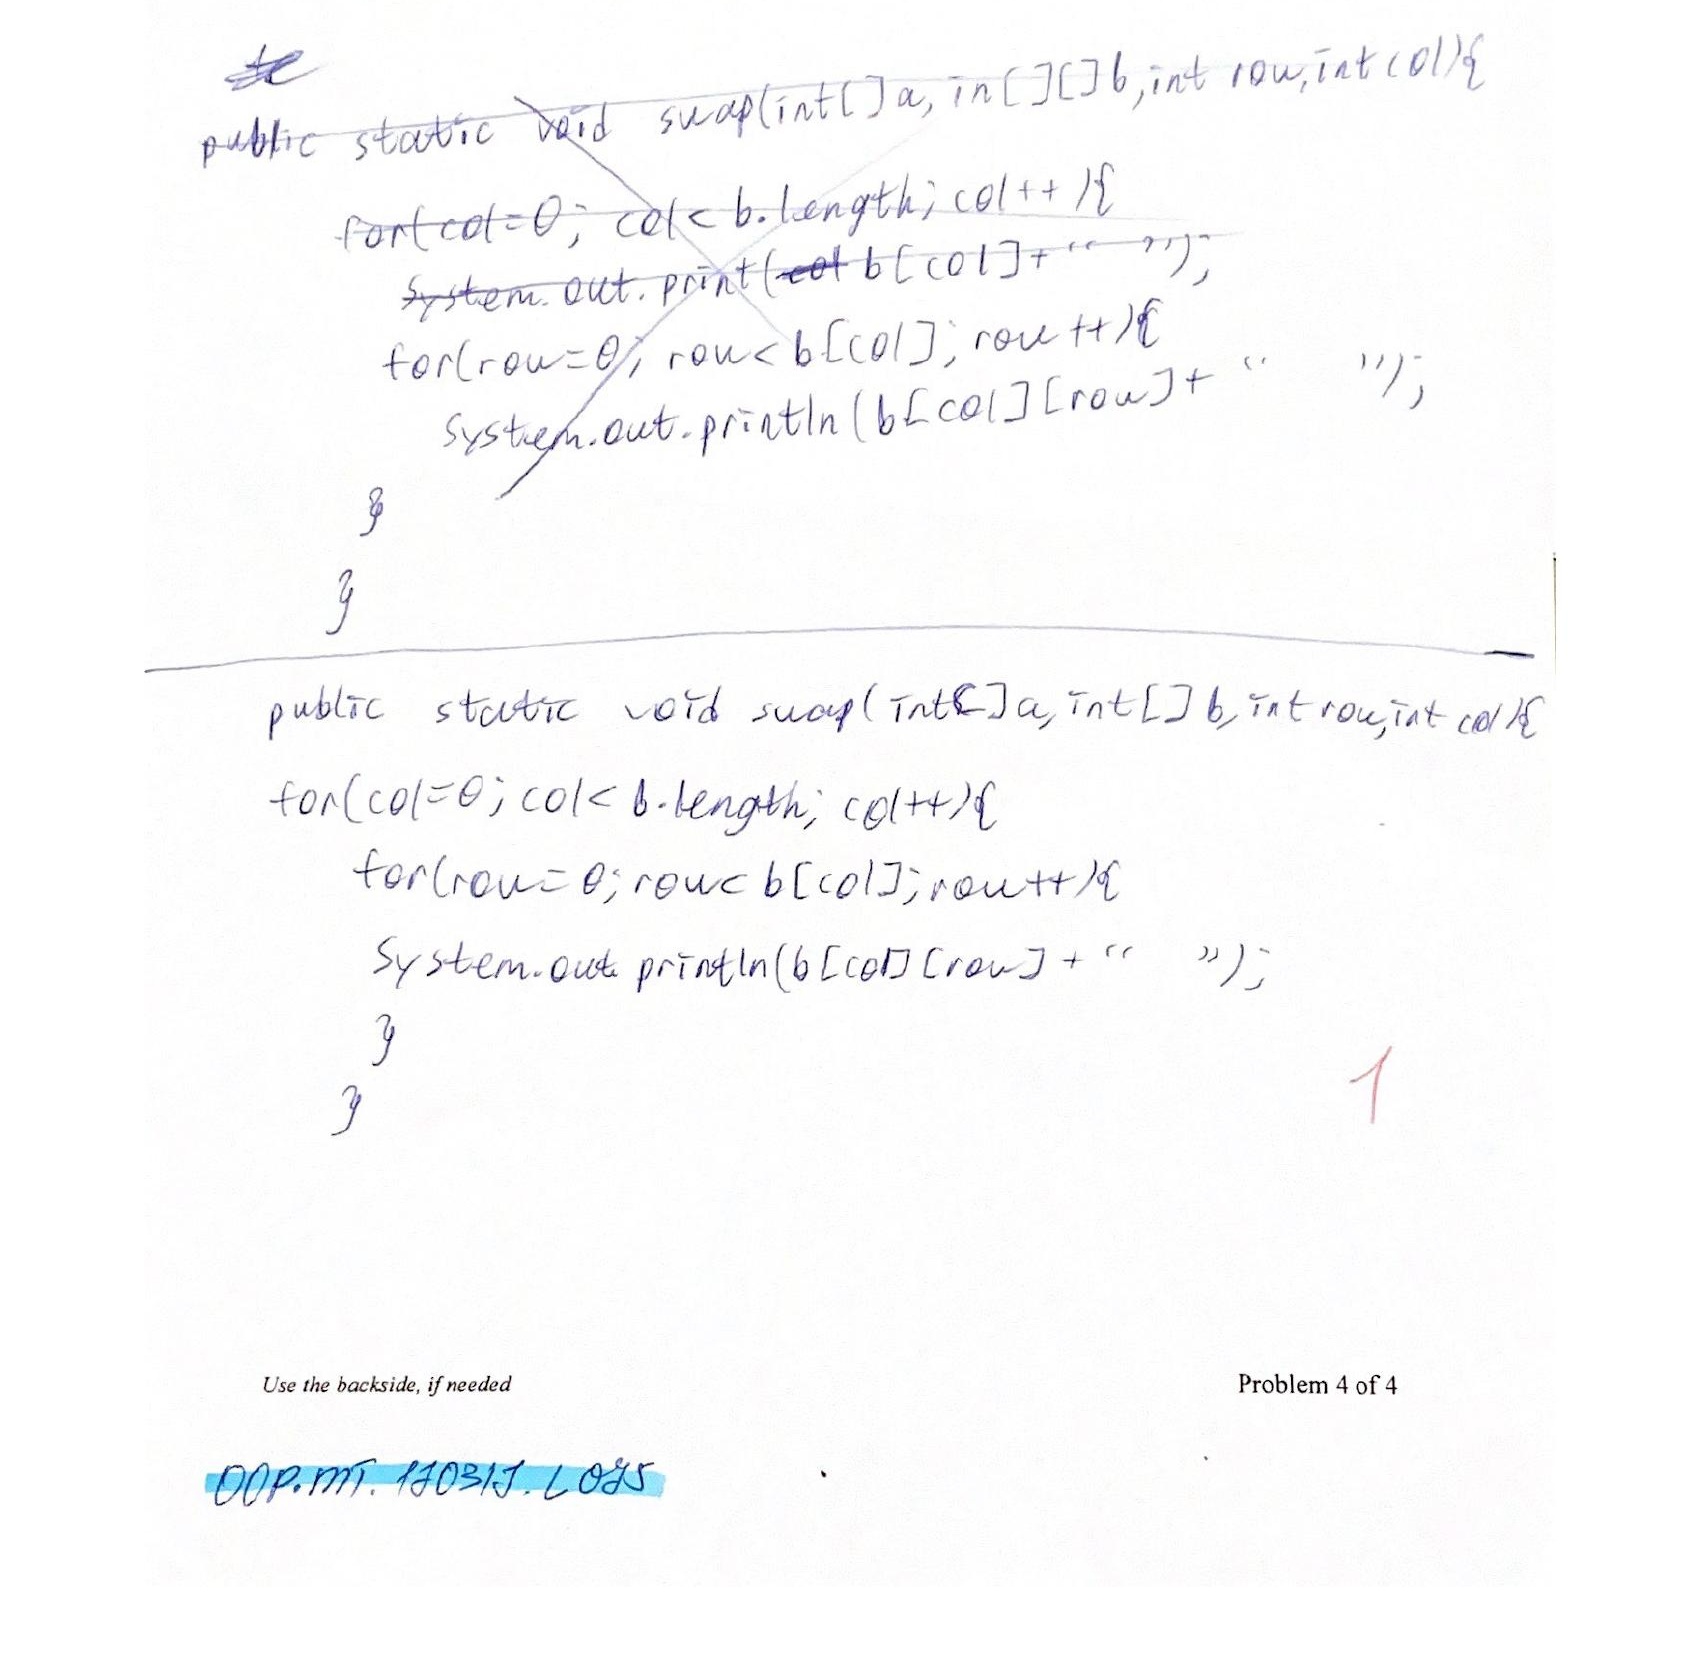 public static void swap(int[] a, in[][] b, int row, int col){
for(col=0; col<b.length; col++){
System.out.print(col b[col]+"  ");
for(row=0; row<b[col]; row++){
System.out.println(b[col][row]+"  ");
}
}
public static void swap(int[] a, int[] b, int row, int col){
for(col=0; col<b.length; col++){
for(row=0; row<b[col]; row++){
System.out.println(b[col][row]+"  ");
}
}
1
Use the backside, if needed
Problem 4 of 4
OOP.MT.